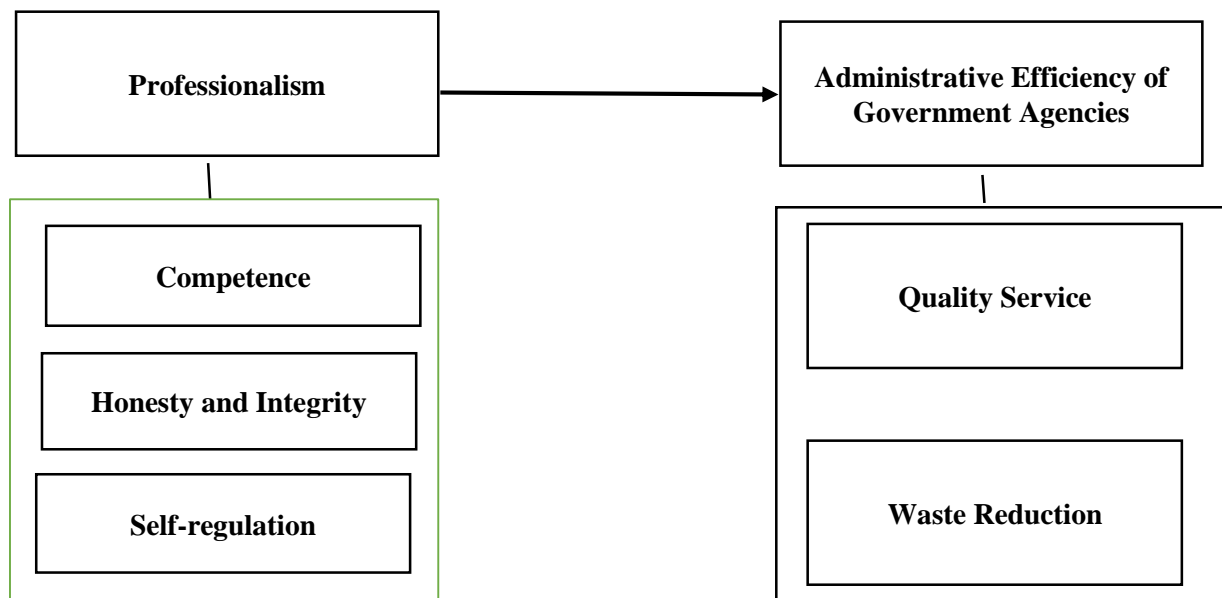 Professionalism
Administrative Efficiency of
Government Agencies
Competence
Honesty and Integrity
Self-regulation
Quality Service
Waste Reduction